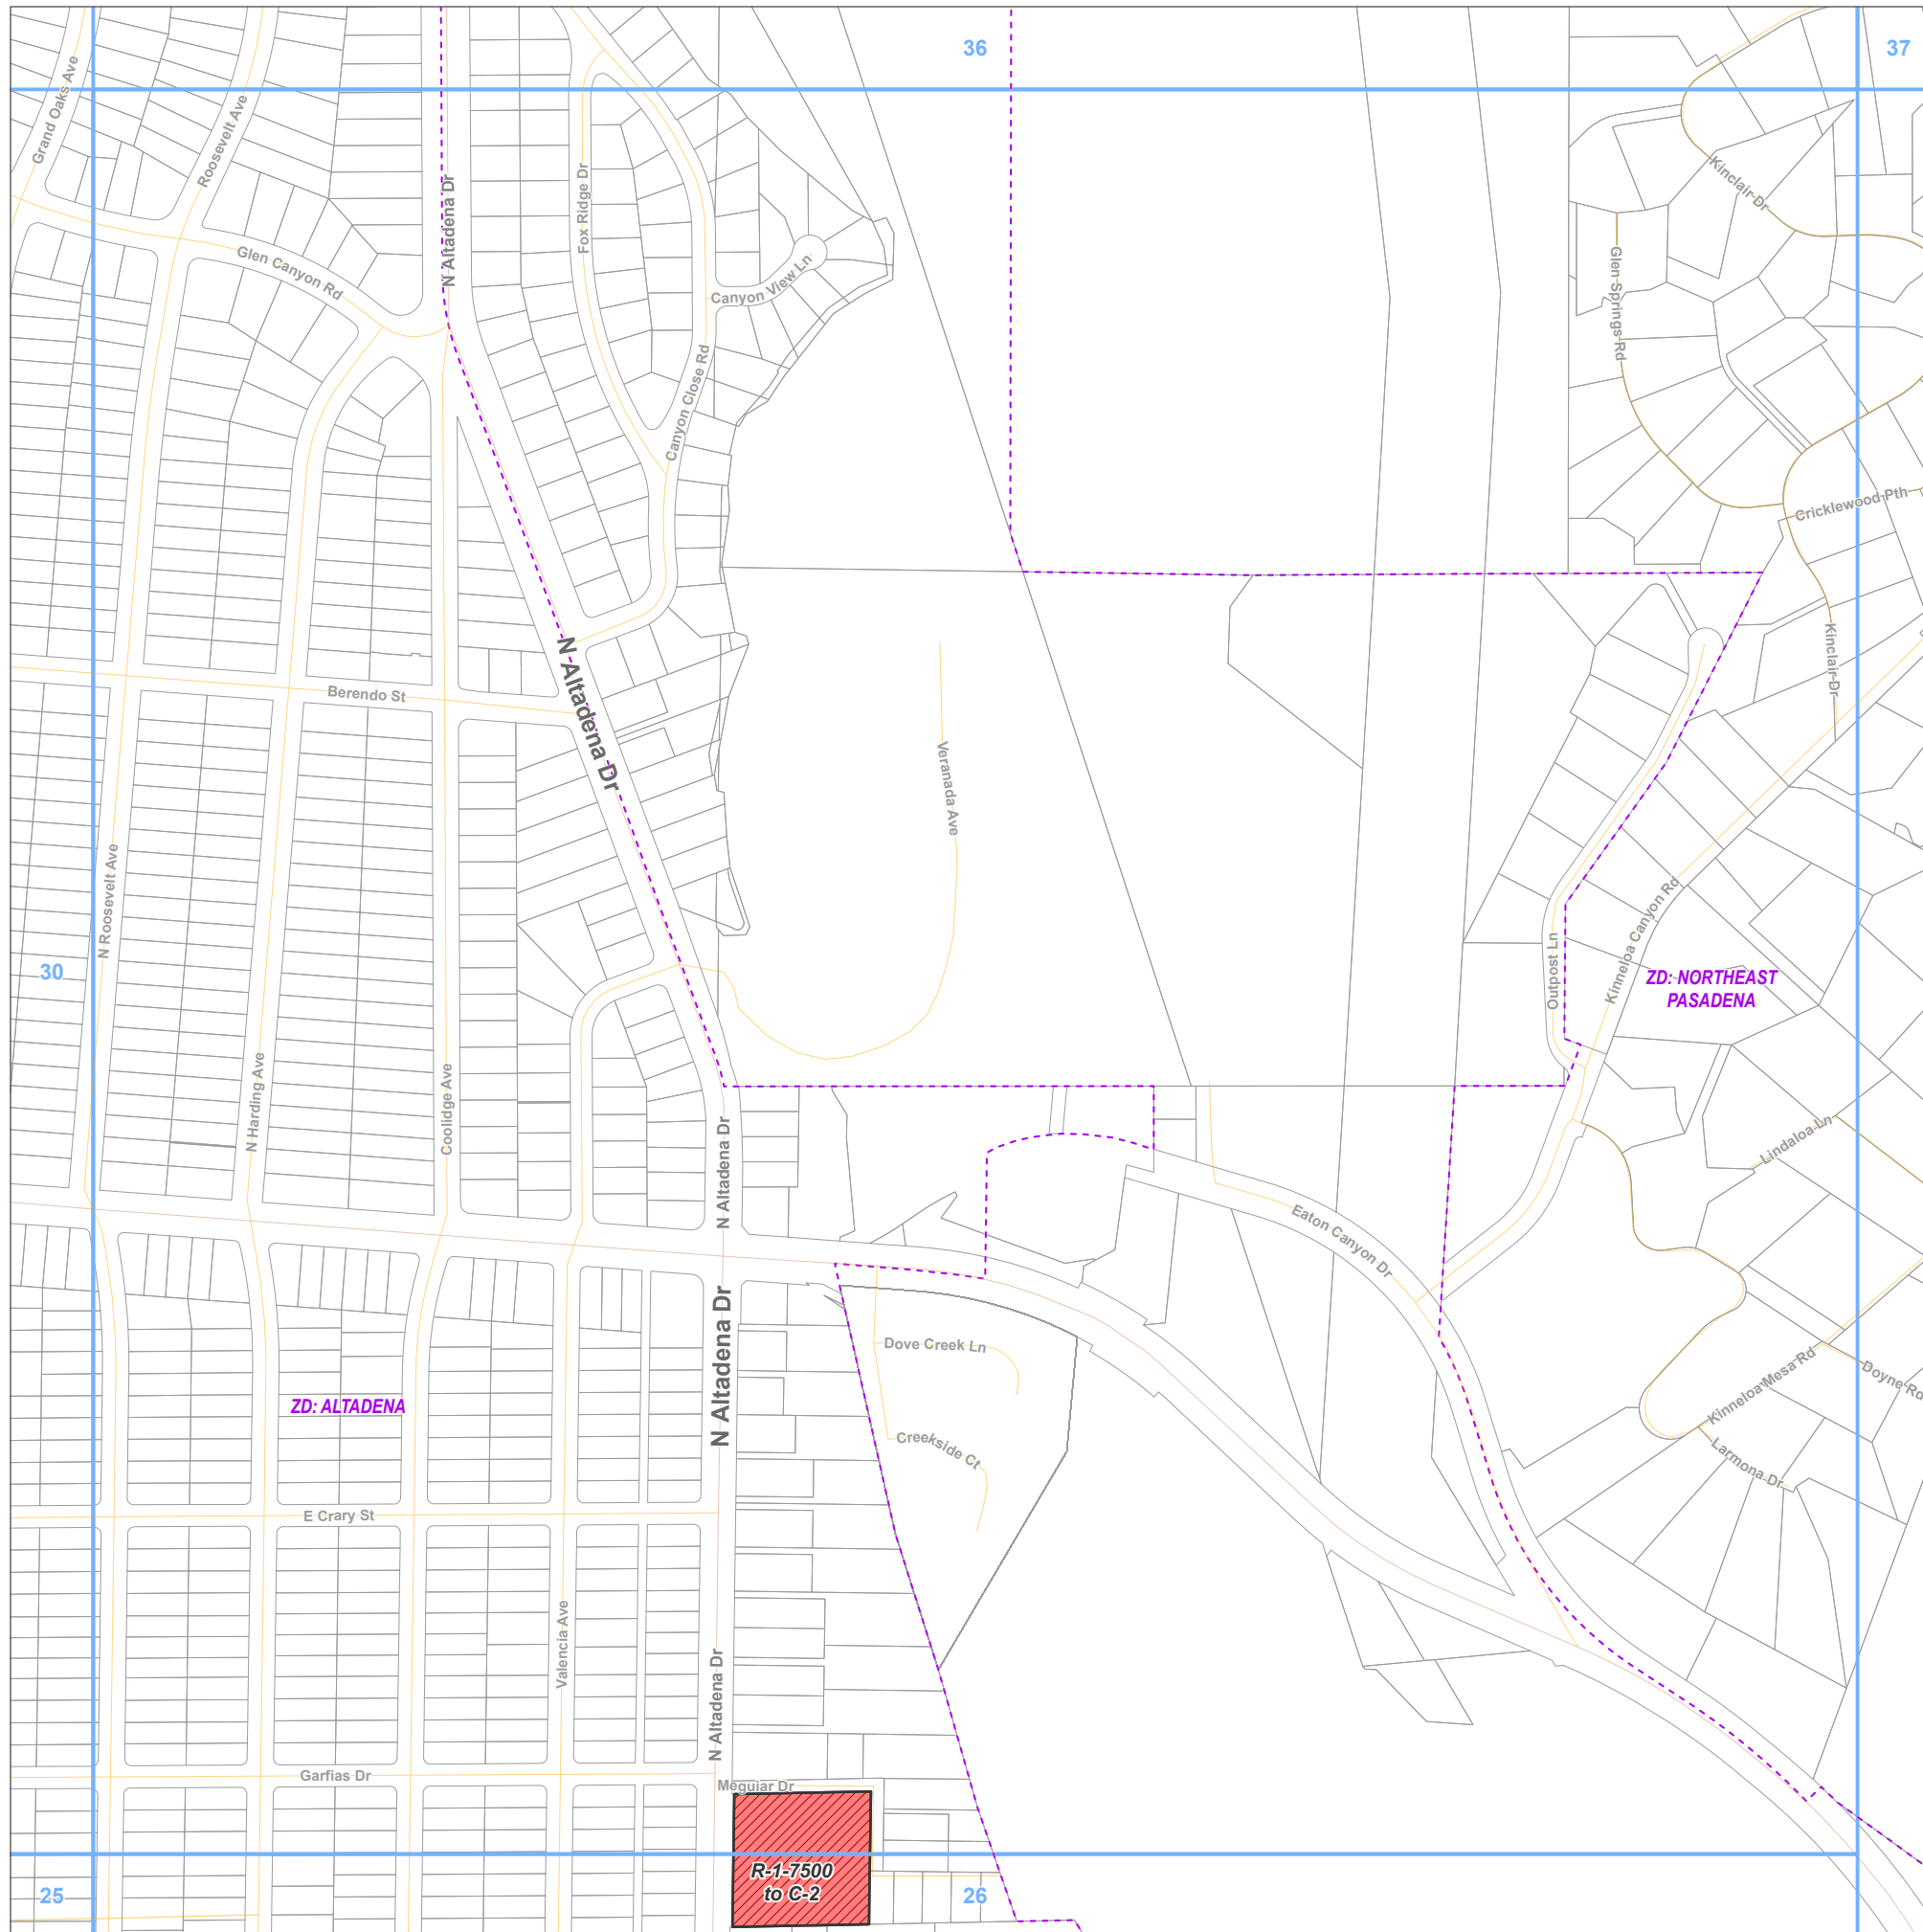 36
37
Grand Oaks Ave
Roosevelt Ave
N Altadena Dr
Fox Ridge Dr
Kinclair Dr
Glen Canyon Rd
Canyon View Ln
Glen Springs Rd
Canyon Close Rd
Cricklewood Pth
Kinclair Dr
N Altadena Dr
Berendo St
Veranada Ave
N Roosevelt Ave
Kinneloa Canyon Rd
Outpost Ln
30
ZD: NORTHEAST
PASADENA
N Harding Ave
Coolidge Ave
N Altadena Dr
Lindaloa Ln
Eaton Canyon Dr
N Altadena Dr
Dove Creek Ln
Kinneloa Mesa Rd
Doyne Rd
ZD: ALTADENA
Creekside Ct
Larmona Dr
E Crary St
Valencia Ave
N Altadena Dr
Garfias Dr
Meguiar Dr
R-1-7500
to C-2
25
26